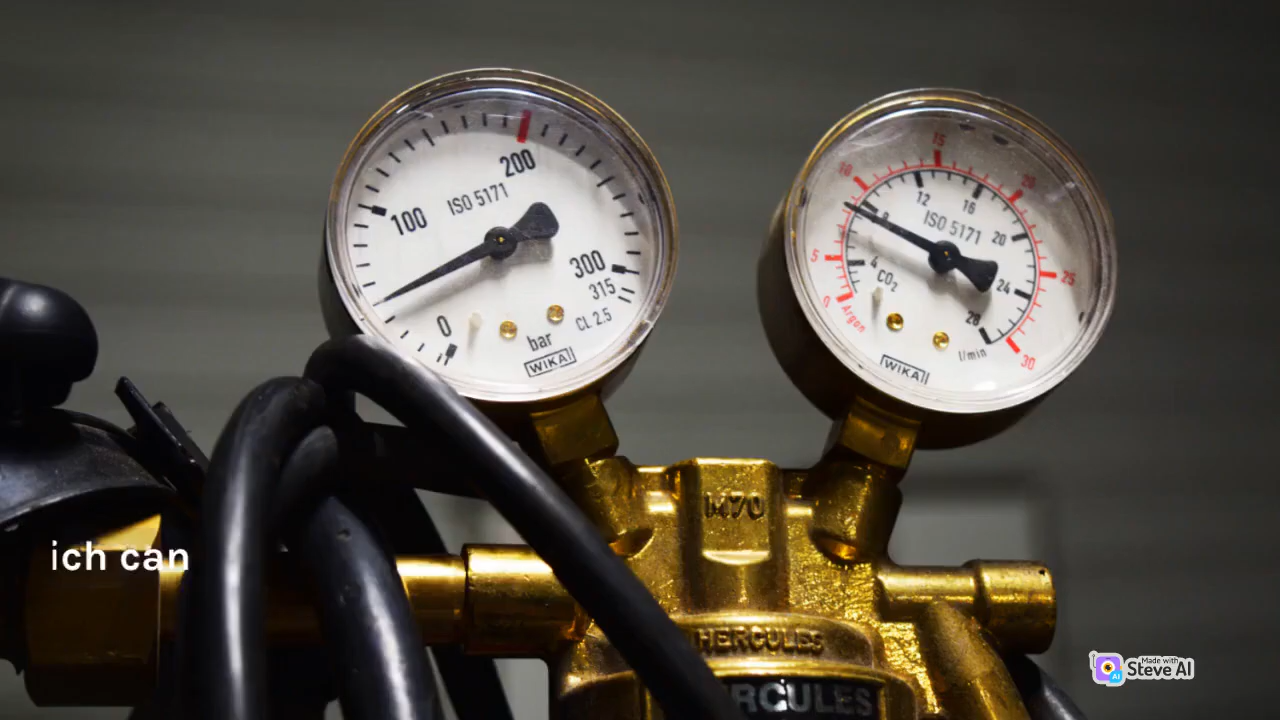 200
ISO 5171
100
300
315
0
CL 2.5
bar
WIKA
15
10
20
12
16
ISO 5171
8
20
5
25
4
CO₂
24
0
Argon
28
l/min
30
WIKA
M70
ich can
HERCULES
RCULES
Made with
Steve AI
AI